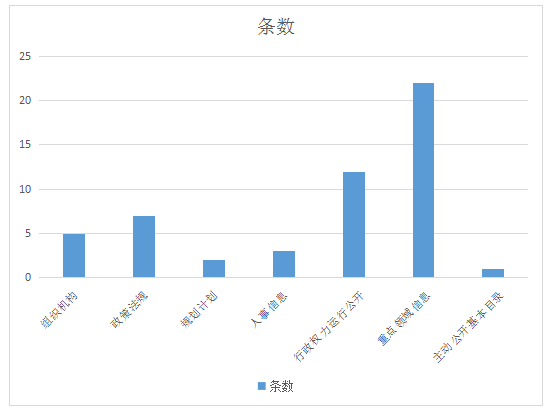 条数
25
20
15
10
5
0
组织机构
政策法规
规划计划
人事信息
行政权力运行公开
重点领域信息
主动公开基本目录
条数